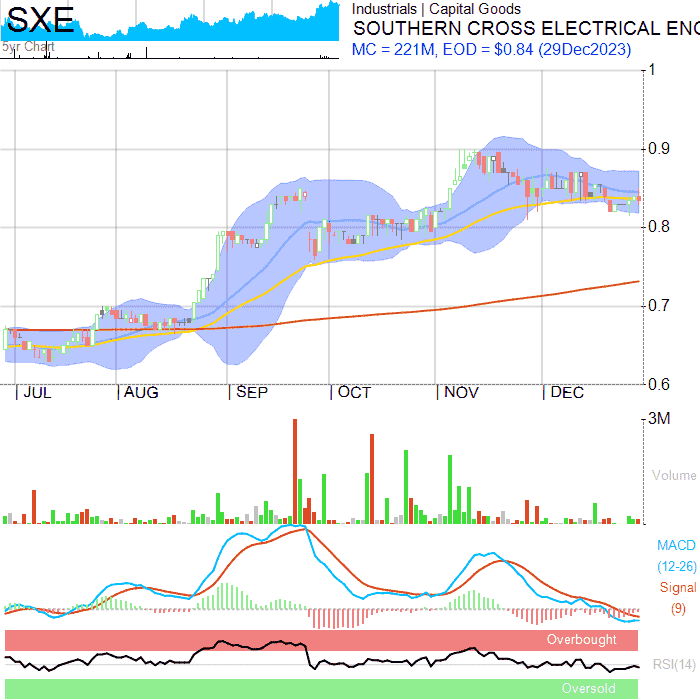 SXE
5yr Chart
Industrials | Capital Goods
SOUTHERN CROSS ELECTRICAL ENG
MC = 221M, EOD = $0.84 (29Dec2023)
1
0.9
0.8
0.7
0.6
JUL AUG SEP OCT NOV DEC
3M
Volume
MACD
(12-26)
Signal
(9)
Overbought
RSI(14)
Oversold